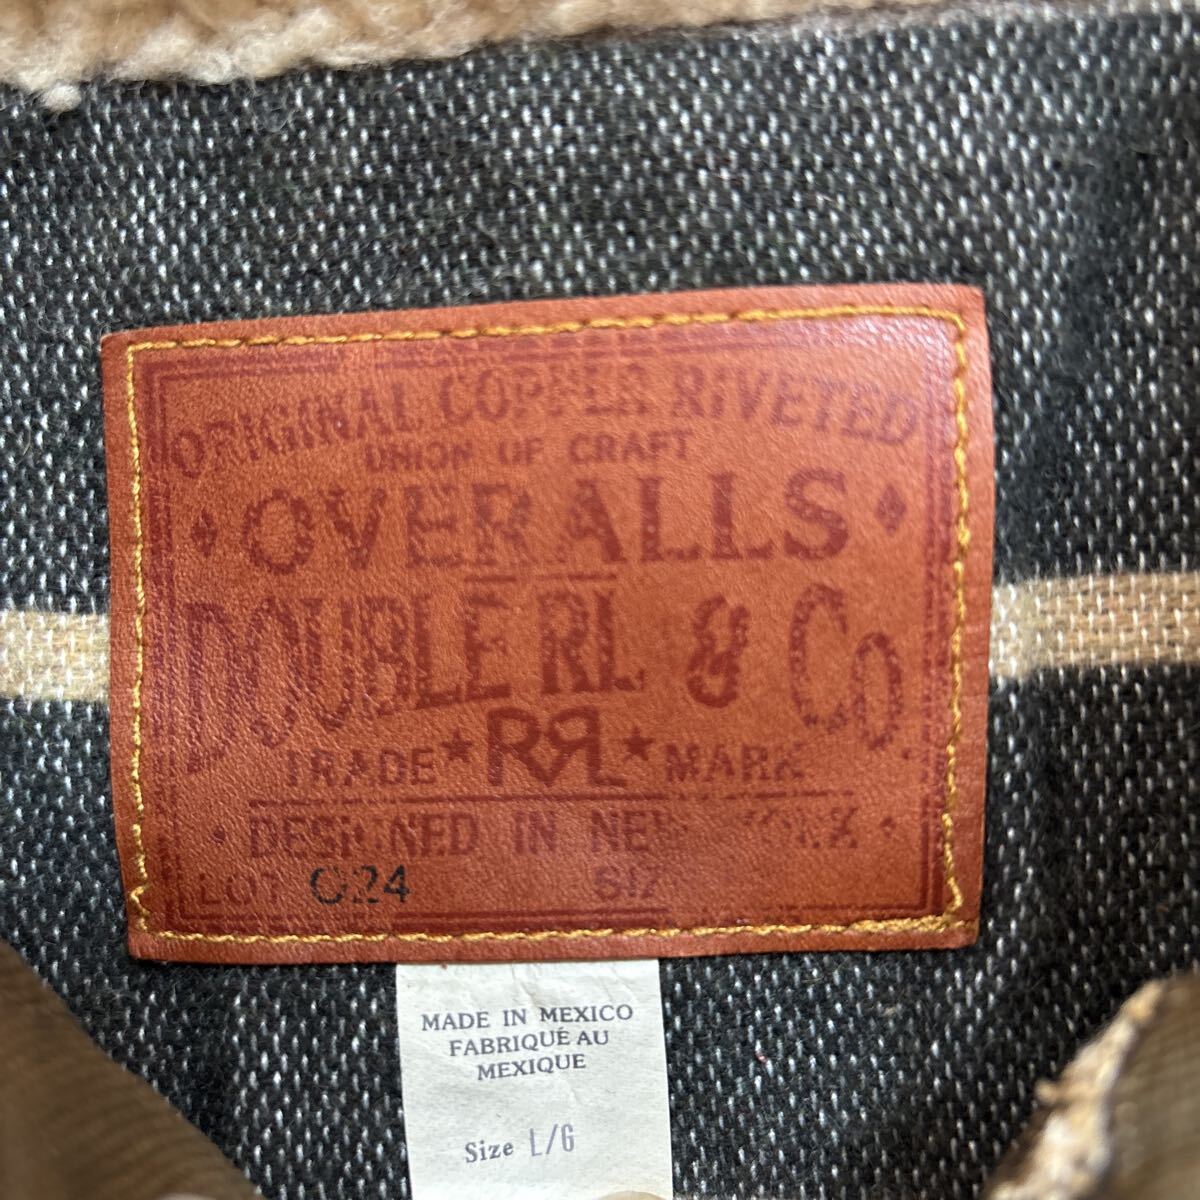 ORIGINAL COPPER RIVETED
UNION OF CRAFT
OVERALLS
DOUBLE RL & Co.
TRADE ★ RRL ★ MARK
DESIGNED IN NEW YORK
LOT 024 SIZ
MADE IN MEXICO
FABRIQUÉ AU
MEXIQUE
Size L/G